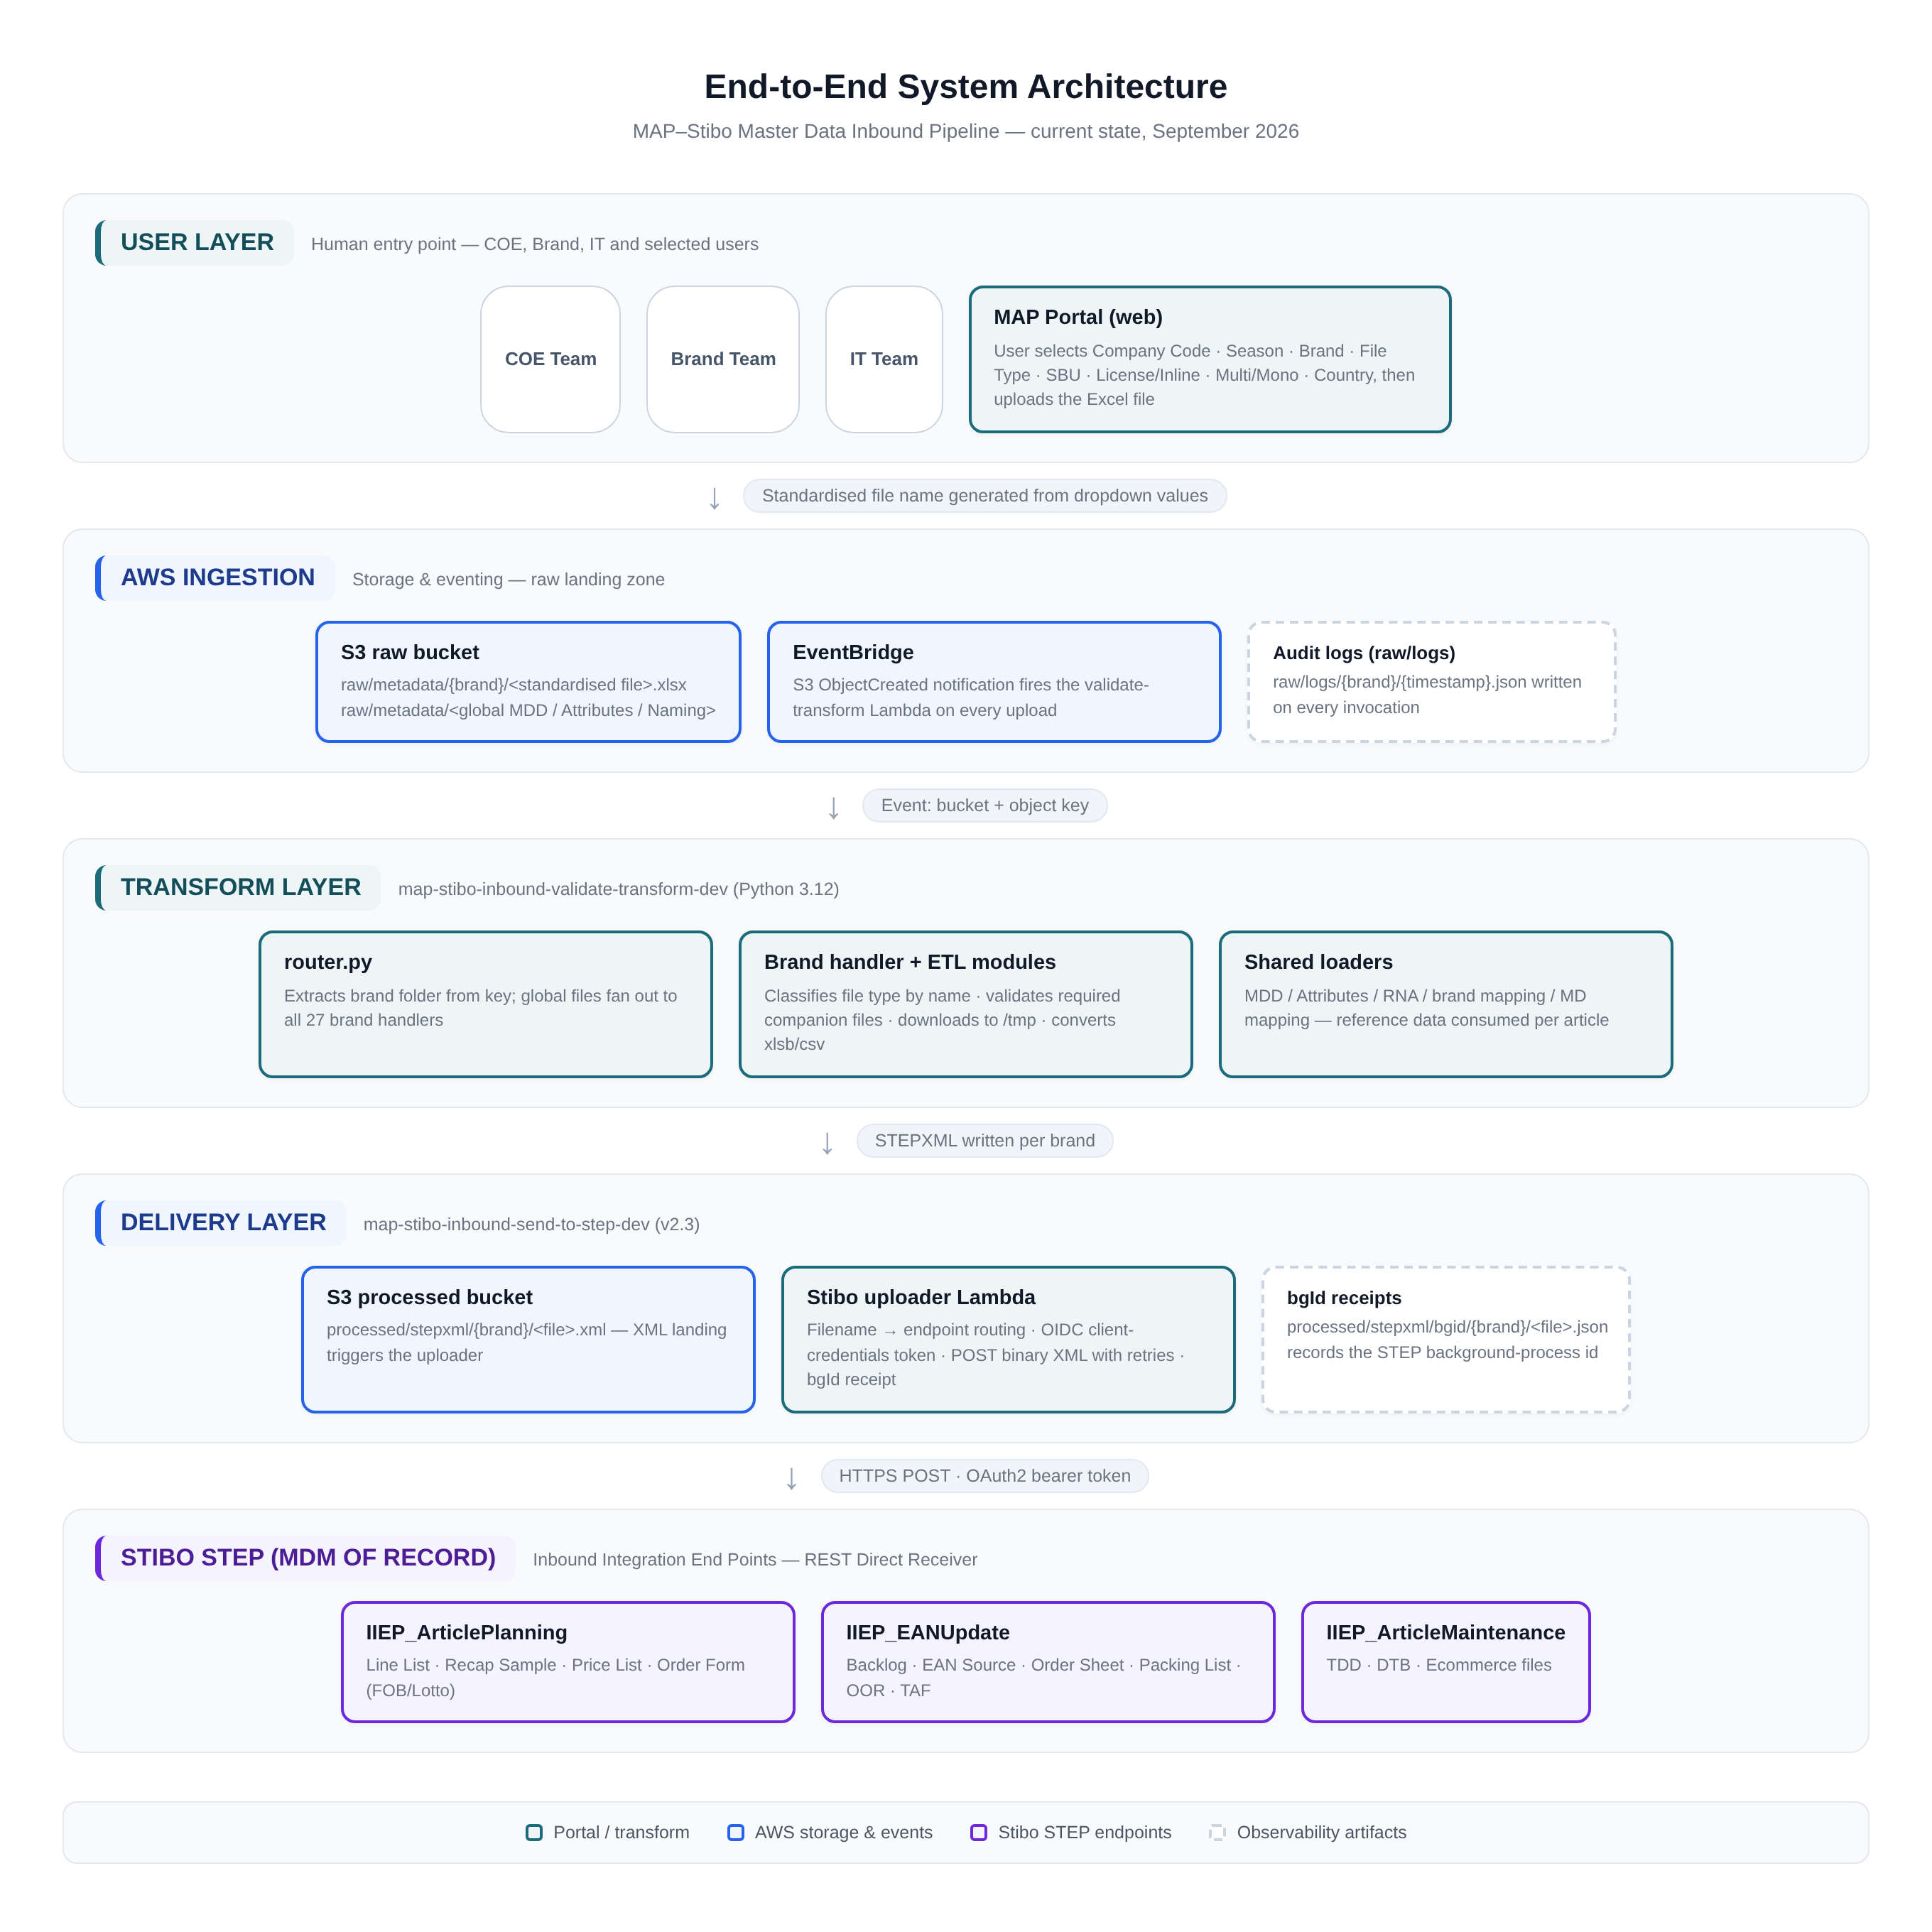 End-to-End System Architecture
MAP–Stibo Master Data Inbound Pipeline — current state, September 2026
USER LAYER
Human entry point — COE, Brand, IT and selected users
COE Team
Brand Team
IT Team
MAP Portal (web)
User selects Company Code · Season · Brand · File
Type · SBU · License/Inline · Multi/Mono · Country, then
uploads the Excel file
↓ Standardised file name generated from dropdown values
AWS INGESTION
Storage & eventing — raw landing zone
S3 raw bucket
raw/metadata/{brand}/<standardised file>.xlsx
raw/metadata/<global MDD / Attributes / Naming>
EventBridge
S3 ObjectCreated notification fires the validate-
transform Lambda on every upload
Audit logs (raw/logs)
raw/logs/{brand}/{timestamp}.json written
on every invocation
↓ Event: bucket + object key
TRANSFORM LAYER
map-stibo-inbound-validate-transform-dev (Python 3.12)
router.py
Extracts brand folder from key; global files fan out to
all 27 brand handlers
Brand handler + ETL modules
Classifies file type by name · validates required
companion files · downloads to /tmp · converts
xlsb/csv
Shared loaders
MDD / Attributes / RNA / brand mapping / MD
mapping — reference data consumed per article
↓ STEPXML written per brand
DELIVERY LAYER
map-stibo-inbound-send-to-step-dev (v2.3)
S3 processed bucket
processed/stepxml/{brand}/<file>.xml — XML landing
triggers the uploader
Stibo uploader Lambda
Filename → endpoint routing · OIDC client-
credentials token · POST binary XML with retries ·
bgId receipt
bgId receipts
processed/stepxml/bgid/{brand}/<file>.json
records the STEP background-process id
↓ HTTPS POST · OAuth2 bearer token
STIBO STEP (MDM OF RECORD)
Inbound Integration End Points — REST Direct Receiver
IIEP_ArticlePlanning
Line List · Recap Sample · Price List · Order Form
(FOB/Lotto)
IIEP_EANUpdate
Backlog · EAN Source · Order Sheet · Packing List ·
OOR · TAF
IIEP_ArticleMaintenance
TDD · DTB · Ecommerce files
Portal / transform
AWS storage & events
Stibo STEP endpoints
Observability artifacts